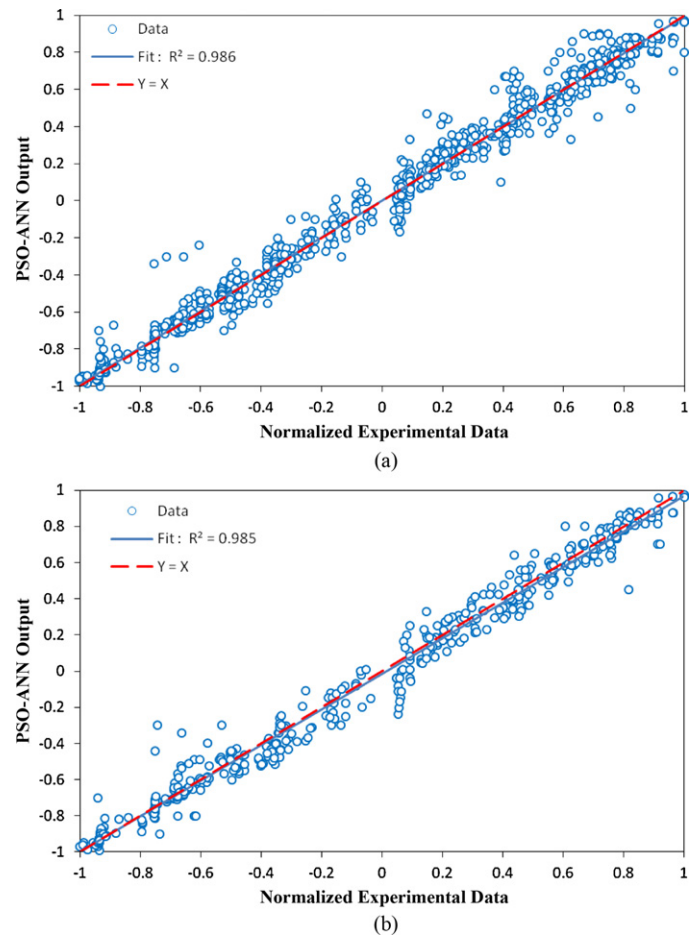 1
0.8
0.6
0.4
0.2
0
-0.2
-0.4
-0.6
-0.8
-1
PSO-ANN Output
Data
Fit : R² = 0.986
Y = X
-1 -0.8 -0.6 -0.4 -0.2 0 0.2 0.4 0.6 0.8 1
Normalized Experimental Data
(a)
1
0.8
0.6
0.4
0.2
0
-0.2
-0.4
-0.6
-0.8
-1
PSO-ANN Output
Data
Fit : R² = 0.985
Y = X
-1 -0.8 -0.6 -0.4 -0.2 0 0.2 0.4 0.6 0.8 1
Normalized Experimental Data
(b)